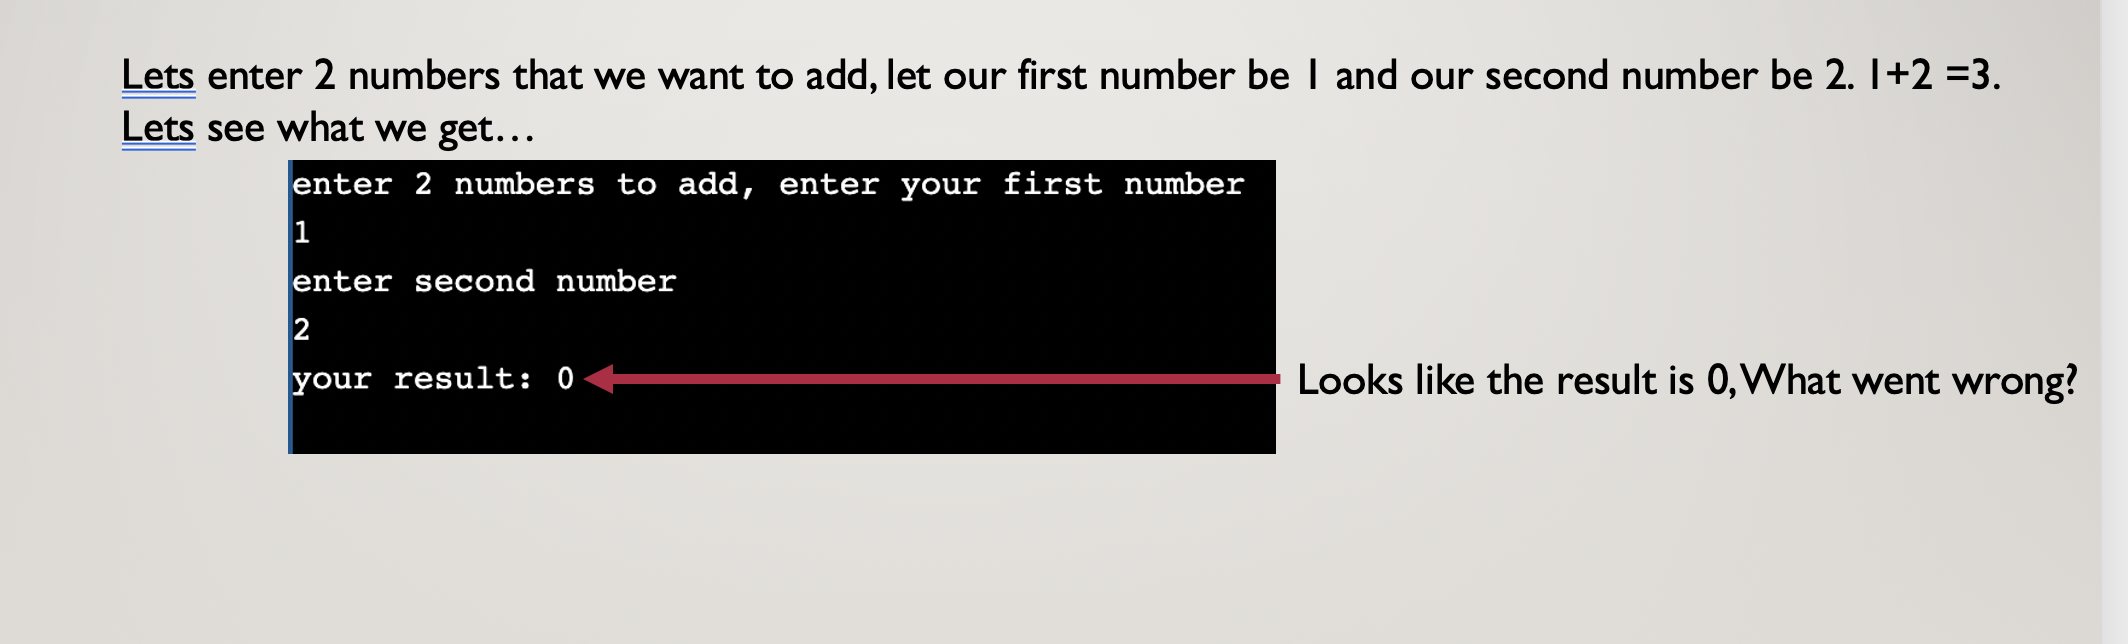 Lets enter 2 numbers that we want to add, let our first number be 1 and our second number be 2. 1+2 =3.
Lets see what we get…
enter 2 numbers to add, enter your first number
1
enter second number
2
your result: 0
Looks like the result is 0, What went wrong?